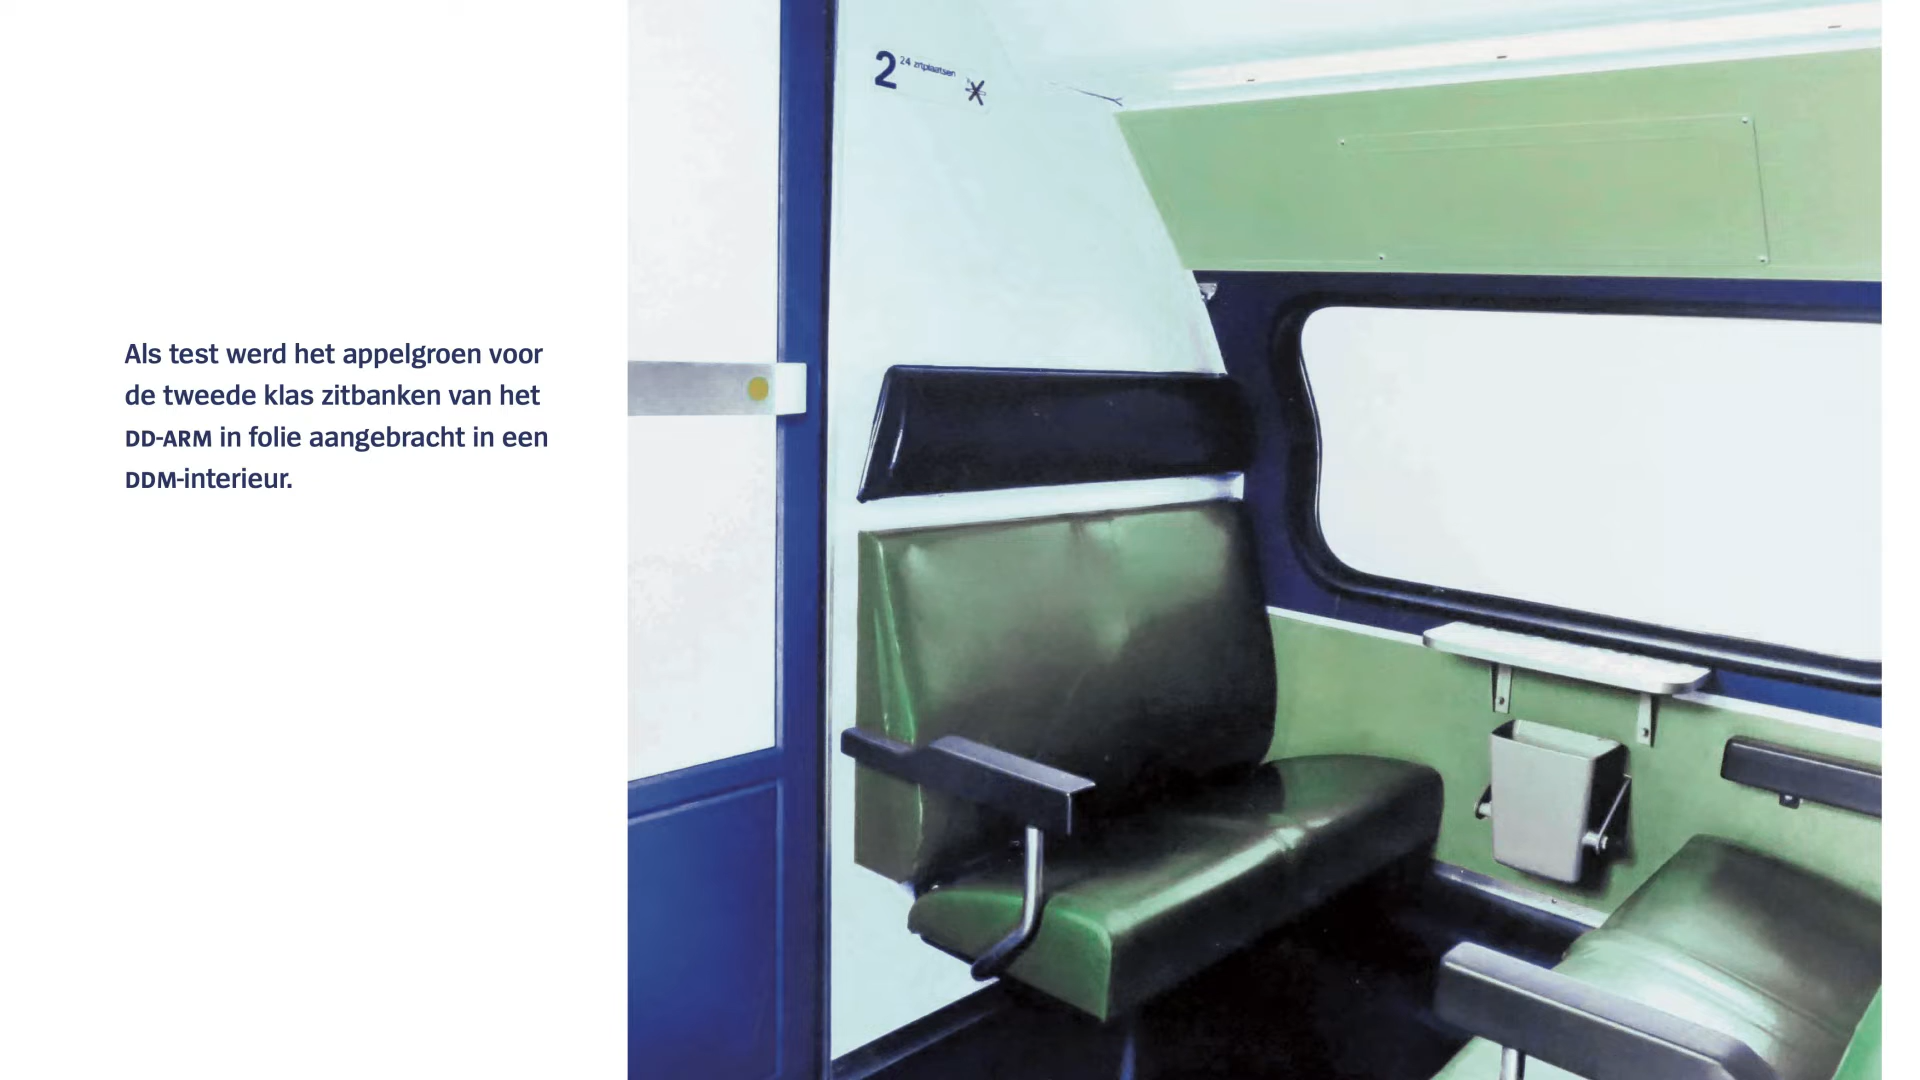 Als test werd het appelgroen voor
de tweede klas zitbanken van het
DD-ARM in folie aangebracht in een
DDM-interieur.
2 24 zitplaatsen